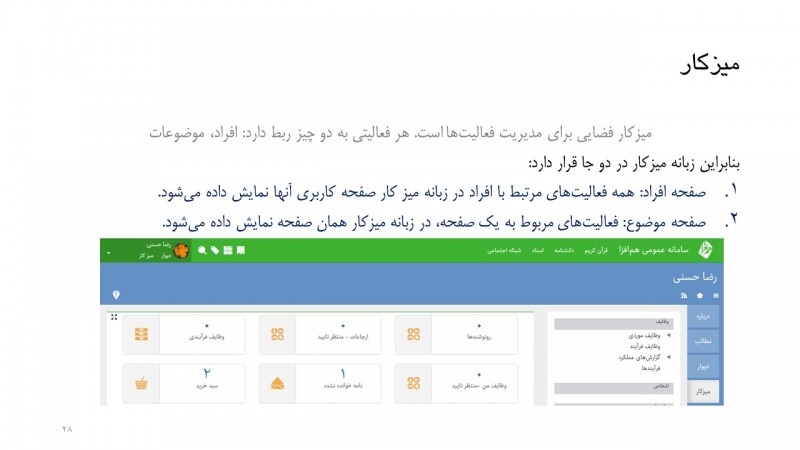 میزکار
میزکار فضایی برای مدیریت فعالیت‌ها است. هر فعالیتی به دو چیز ربط دارد: افراد، موضوعات
بنابراین زبانه میزکار در دو جا قرار دارد:
۱. صفحه افراد: همه فعالیت‌های مرتبط با افراد در زبانه میز کار صفحه کاربری آنها نمایش داده می‌شود.
۲. صفحه موضوع: فعالیت‌های مربوط به یک صفحه، در زبانه میزکار همان صفحه نمایش داده می‌شود.
سامانه عمومی هم‌افزا قرآن کریم دانشنامه اسناد شبکه اجتماعی
رضا حسنی
دیوار میز کار
رضا حسنی
درباره
مطالب
دیوار
میزکار
وظایف
وظایف موردی
وظایف فرآیند
گزارش‌های عملکرد
فرآیندها
اشخاص
۰ ۰ ۰
رونوشت‌ها ارجاعات - منتظر تایید وظایف فرآیندی
۰ ۱ ۲
وظایف من -منتظر تایید نامه خوانده نشده سبد خرید
۲۸